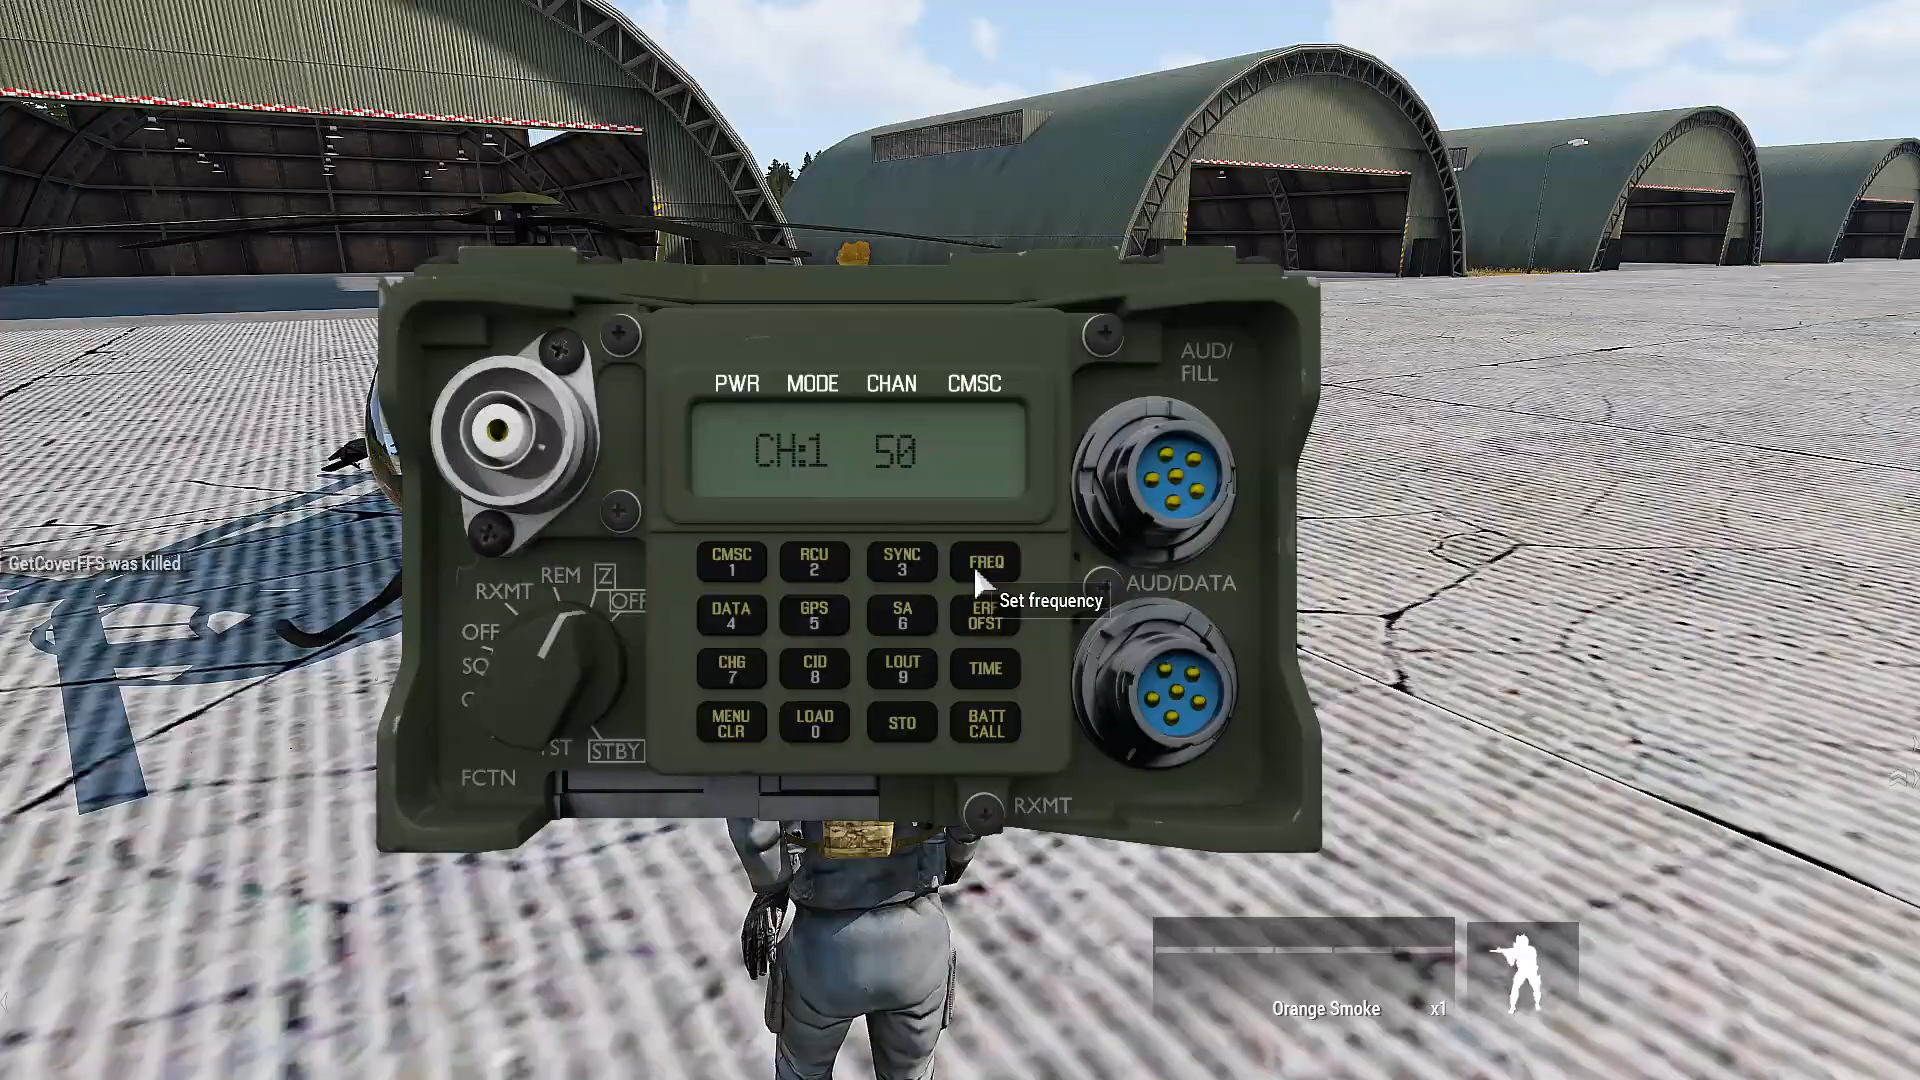 AUD/
FILL
PWR MODE CHAN CMSC
CH:1 50
GetCoverFFS was killed
CMSC
1
RCU
2
SYNC
3
FREQ
Set frequency
RXMT
REM
Z
OFF
AUD/DATA
DATA
4
GPS
5
SA
6
ERF
OFST
OFF
SQ
CHG
7
CID
8
LOUT
9
TIME
MENU
CLR
LOAD
0
STO
BATT
CALL
STBY
FCTN
RXMT
Orange Smoke x1